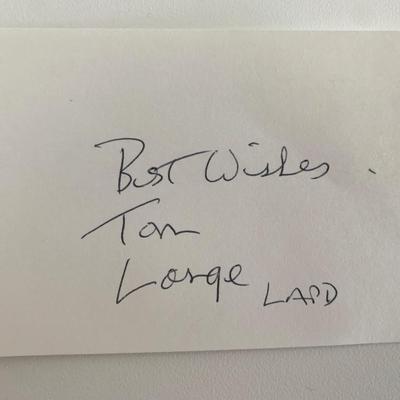 Best Wishes.
Tom
Lange LAPD